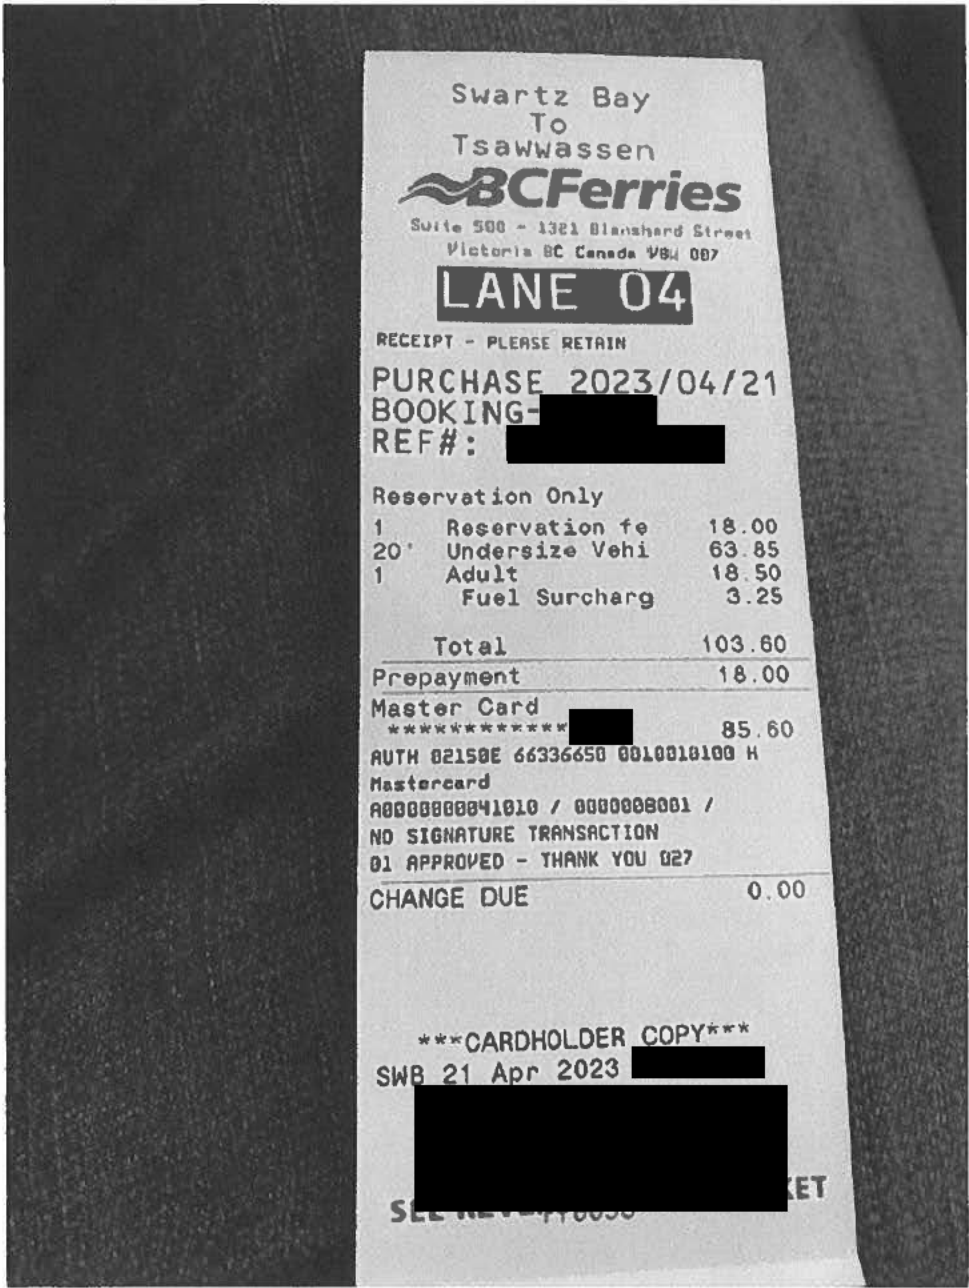 Swartz Bay
To
Tsawwassen
BCFerries
Suite 500 - 1321 Blanshard Street
Victoria BC Canada V8W 0B7
LANE 04
RECEIPT - PLEASE RETAIN
PURCHASE 2023/04/21
BOOKING-
REF#:
Reservation Only
1 Reservation fe 18.00
20' Undersize Vehi 63.85
1 Adult 18.50
Fuel Surcharg 3.25
Total 103.60
Prepayment 18.00
Master Card
************ 85.60
AUTH 02150E 66336650 0010010100 H
Mastercard
A0000000041010 / 0000008001 /
NO SIGNATURE TRANSACTION
01 APPROVED - THANK YOU 027
CHANGE DUE 0.00
***CARDHOLDER COPY***
SWB 21 Apr 2023